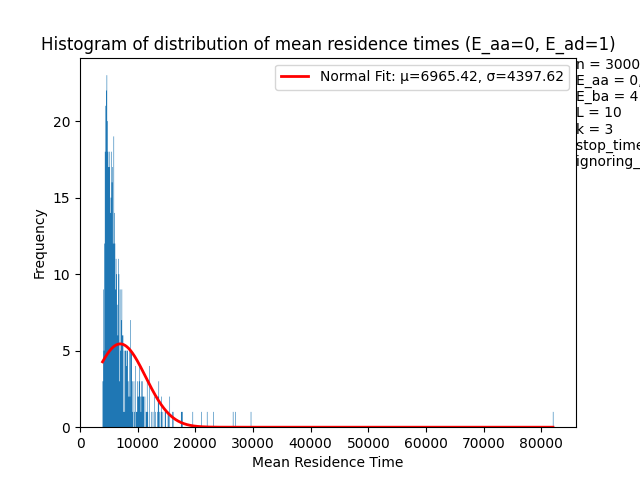 Histogram of distribution of mean residence times (E_aa=0, E_ad=1)
Normal Fit: μ=6965.42, σ=4397.62
n = 3000
E_aa = 0,
E_ba = 4
L = 10
k = 3
stop_time
ignoring_
Frequency
20
15
10
5
0
0 10000 20000 30000 40000 50000 60000 70000 80000
Mean Residence Time